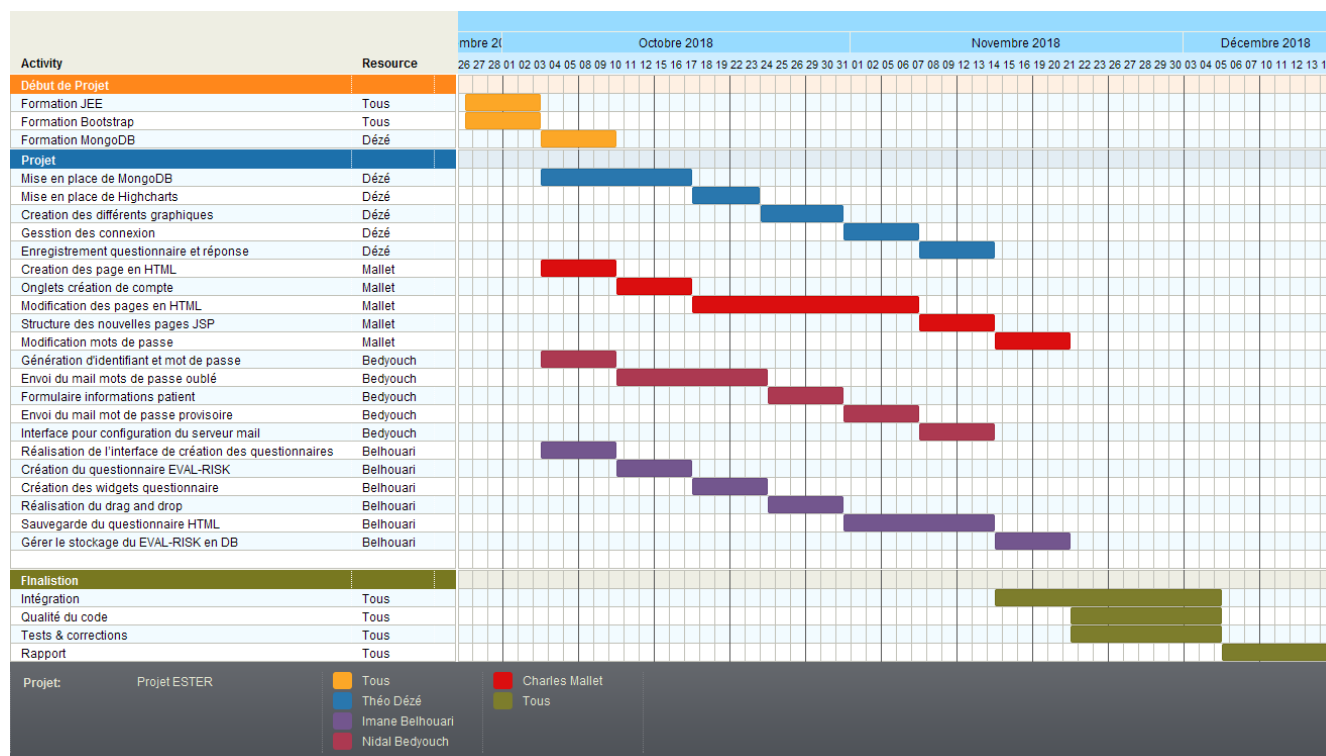 mbre 20 Octobre 2018 Novembre 2018 Décembre 2018
Activity Resource 26 27 28 01 02 03 04 05 08 09 10 11 12 15 16 17 18 19 22 23 24 25 26 29 30 31 01 02 05 06 07 08 09 12 13 14 15 16 19 20 21 22 23 26 27 28 29 30 03 04 05 06 07 10 11 12 13 1
Début de Projet
Formation JEE Tous
Formation Bootstrap Tous
Formation MongoDB Dézé
Projet
Mise en place de MongoDB Dézé
Mise en place de Highcharts Dézé
Creation des différents graphiques Dézé
Gesstion des connexion Dézé
Enregistrement questionnaire et réponse Dézé
Creation des page en HTML Mallet
Onglets création de compte Mallet
Modification des pages en HTML Mallet
Structure des nouvelles pages JSP Mallet
Modification mots de passe Mallet
Génération d'identifiant et mot de passe Bedyouch
Envoi du mail mots de passe oublé Bedyouch
Formulaire informations patient Bedyouch
Envoi du mail mot de passe provisoire Bedyouch
Interface pour configuration du serveur mail Bedyouch
Réalisation de l'interface de création des questionnaires Belhouari
Création du questionnaire EVAL-RISK Belhouari
Création des widgets questionnaire Belhouari
Réalisation du drag and drop Belhouari
Sauvegarde du questionnaire HTML Belhouari
Gérer le stockage du EVAL-RISK en DB Belhouari
FInalistion
Intégration Tous
Qualité du code Tous
Tests & corrections Tous
Rapport Tous
Projet: Projet ESTER Tous Charles Mallet
Théo Dézé Tous
Imane Belhouari
Nidal Bedyouch